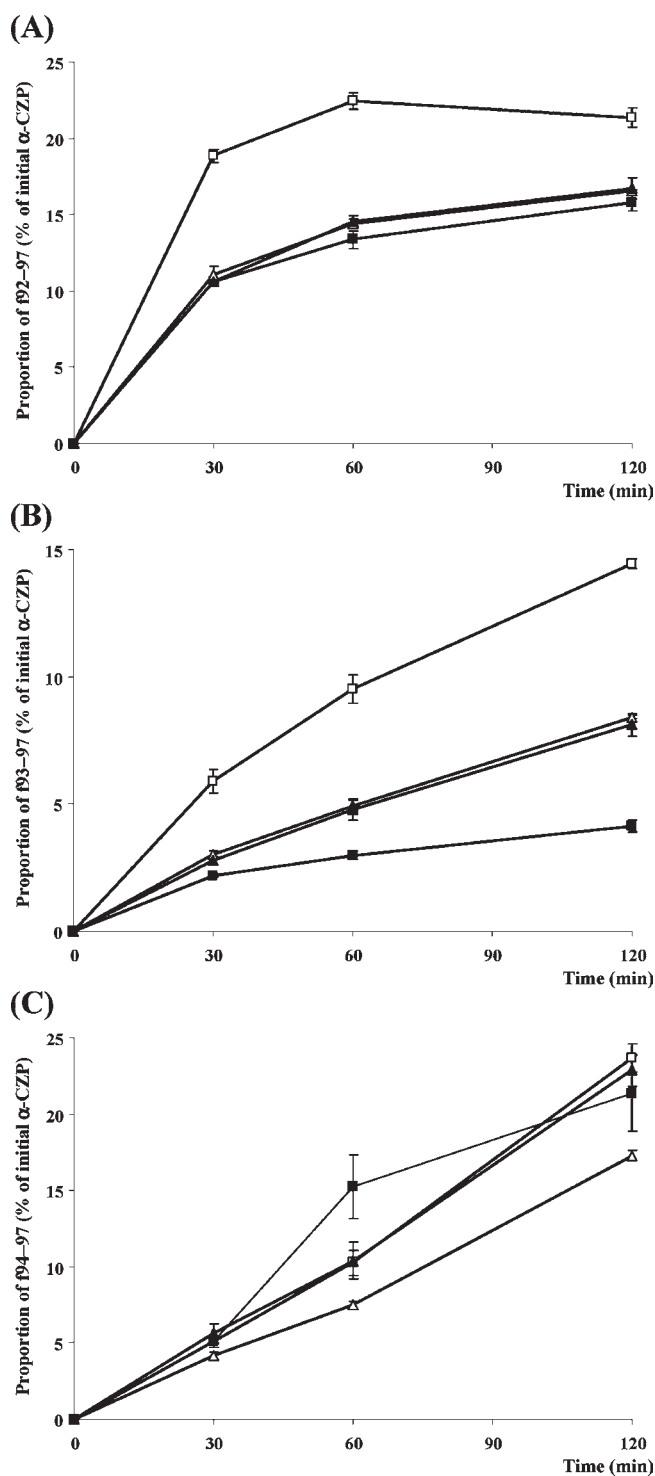 (A)
Proportion of f92–97 (% of initial α-CZP)
25
20
15
10
5
0
0 30 60 90 120
Time (min)
(B)
Proportion of f93–97 (% of initial α-CZP)
15
10
5
0
0 30 60 90 120
Time (min)
(C)
Proportion of f94–97 (% of initial α-CZP)
25
20
15
10
5
0
0 30 60 90 120
Time (min)